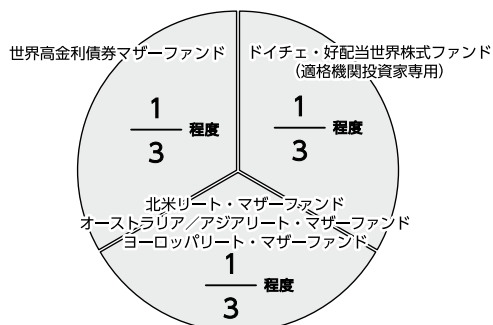 世界高金利債券マザーファンド
1
3
程度
ドイチェ・好配当世界株式ファンド
（適格機関投資家専用）
1
3
程度
北米リート・マザーファンド
オーストラリア／アジアリート・マザーファンド
ヨーロッパリート・マザーファンド
1
3
程度